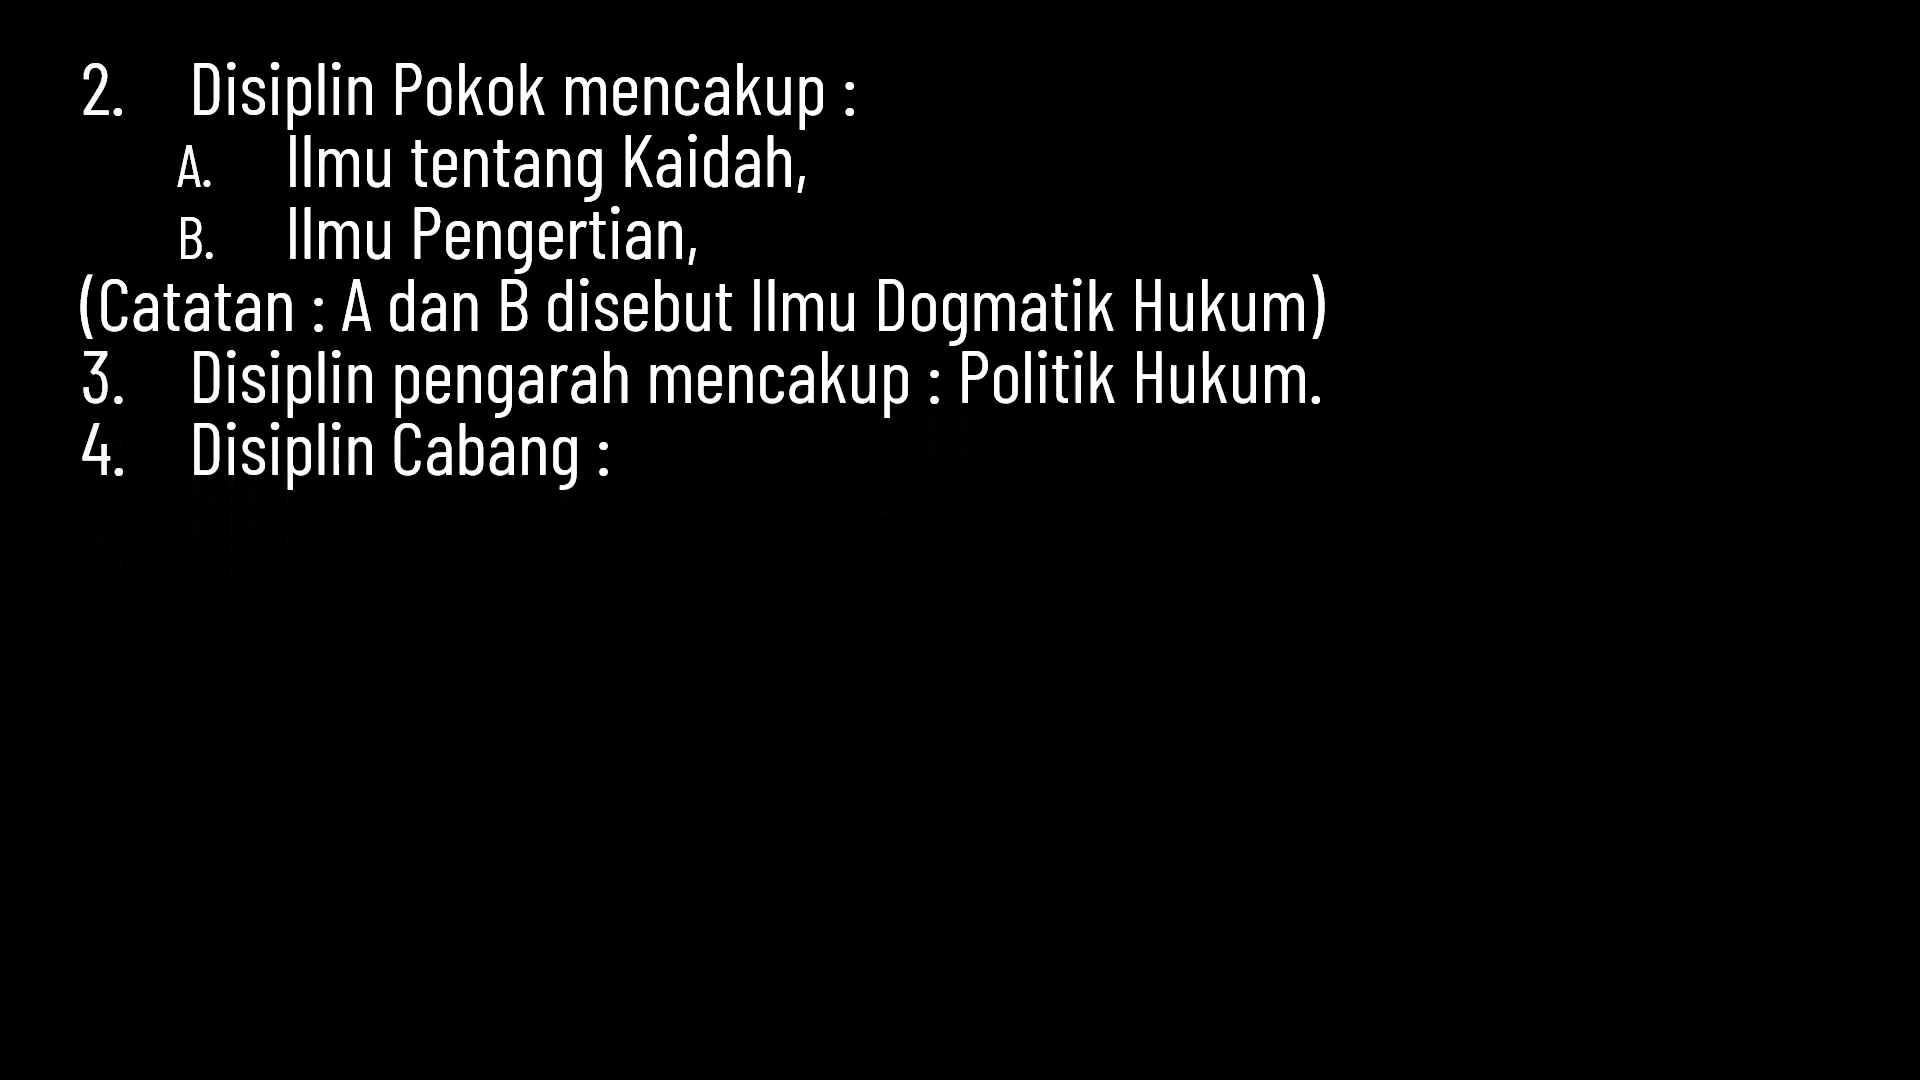 2. Disiplin Pokok mencakup :
A. Ilmu tentang Kaidah,
B. Ilmu Pengertian,
(Catatan : A dan B disebut Ilmu Dogmatik Hukum)
3. Disiplin pengarah mencakup : Politik Hukum.
4. Disiplin Cabang :